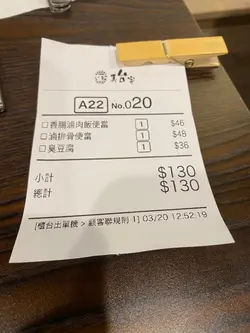 A22 No.020
□香腸滷肉飯便當 1 $46
□滷排骨便當 1 $48
□臭豆腐 1 $36
小計 $130
總計 $130
[櫃台出單機 > 顧客聯規則 1] 03/20 12:52:19